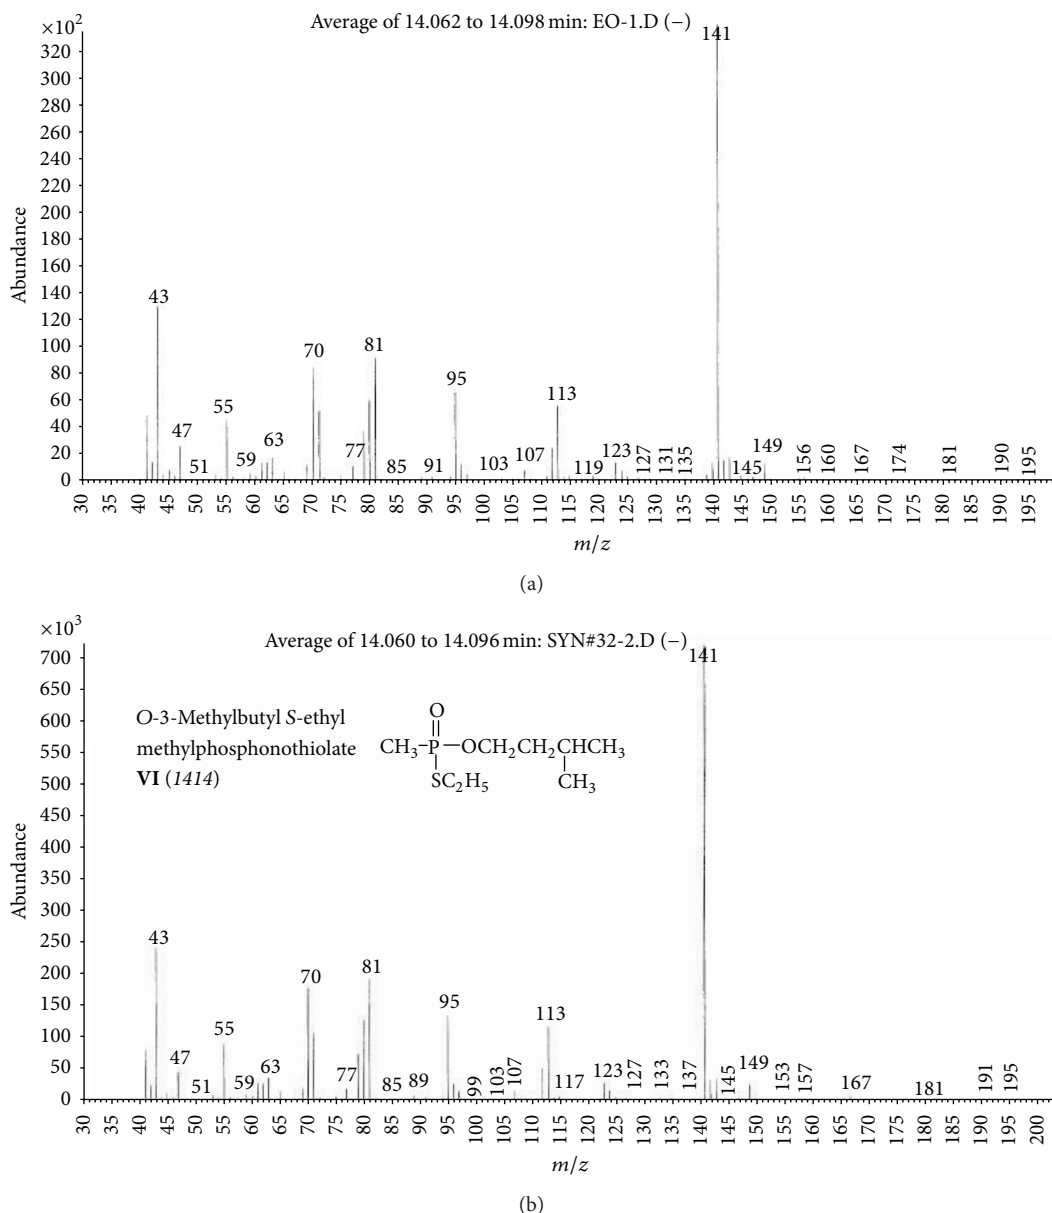 ×10²
Average of 14.062 to 14.098 min: EO-1.D (−)
Abundance
320
300
280
260
240
220
200
180
160
140
120
100
80
60
40
20
0
43 47 51 55 59 63 70 77 81 85 91 95 103 107 113 119 123 127 131 135 141 145 149 156 160 167 174 181 190 195
30 35 40 45 50 55 60 65 70 75 80 85 90 95 100 105 110 115 120 125 130 135 140 145 150 155 160 165 170 175 180 185 190 195
m/z
(a)
×10³
Average of 14.060 to 14.096 min: SYN#32-2.D (−)
Abundance
700
650
600
550
500
450
400
350
300
250
200
150
100
50
0
O-3-Methylbutyl S-ethyl
methylphosphonothiolate
VI (1414)
O
CH₃–P–OCH₂CH₂CHCH₃
SC₂H₅ CH₃
43 47 51 55 59 63 70 77 81 85 89 95 99 103 107 113 117 123 127 133 137 141 145 149 153 157 167 181 191 195
30 35 40 45 50 55 60 65 70 75 80 85 90 95 100 105 110 115 120 125 130 135 140 145 150 155 160 165 170 175 180 185 190 195 200
m/z
(b)